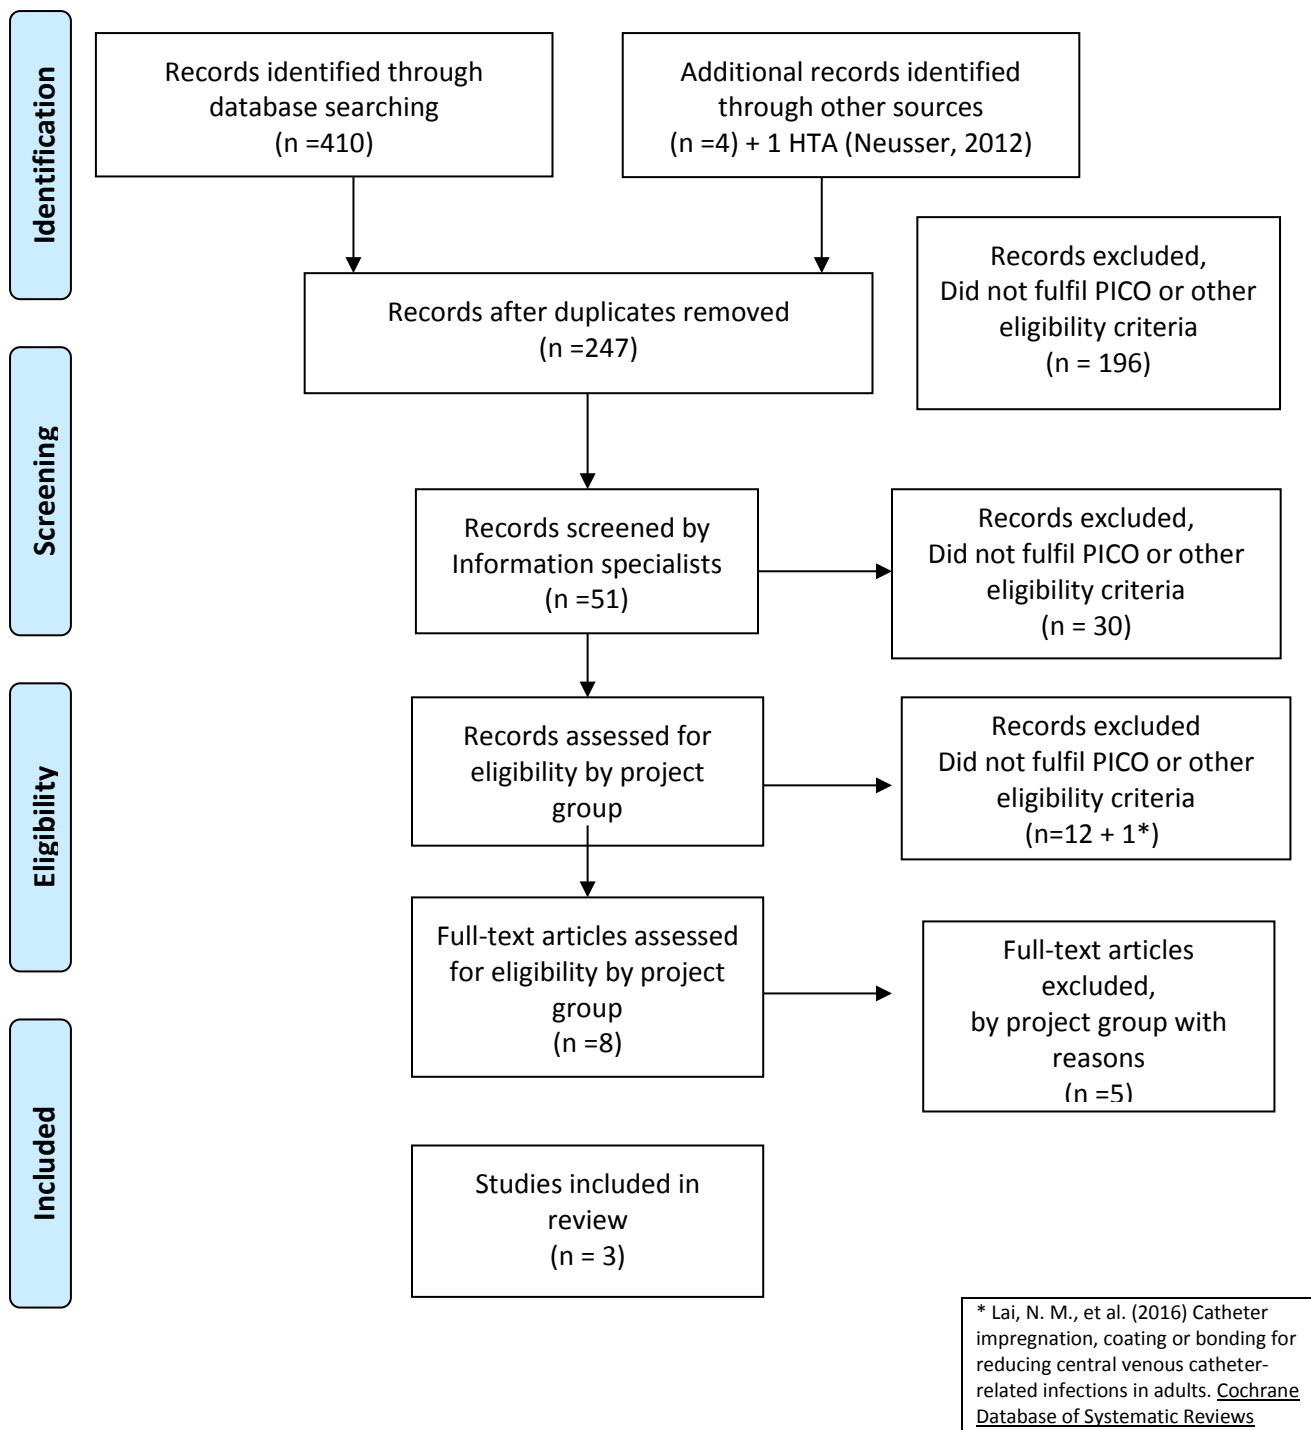 Identification
Records identified through
database searching
(n =410)
Additional records identified
through other sources
(n =4) + 1 HTA (Neusser, 2012)
Records after duplicates removed
(n =247)
Records excluded,
Did not fulfil PICO or other
eligibility criteria
(n = 196)
Screening
Records screened by
Information specialists
(n =51)
Records excluded,
Did not fulfil PICO or other
eligibility criteria
(n = 30)
Eligibility
Records assessed for
eligibility by project
group
Records excluded
Did not fulfil PICO or other
eligibility criteria
(n=12 + 1*)
Full-text articles assessed
for eligibility by project
group
(n =8)
Full-text articles
excluded,
by project group with
reasons
(n =5)
Included
Studies included in
review
(n = 3)
* Lai, N. M., et al. (2016) Catheter
impregnation, coating or bonding for
reducing central venous catheter-
related infections in adults. Cochrane
Database of Systematic Reviews